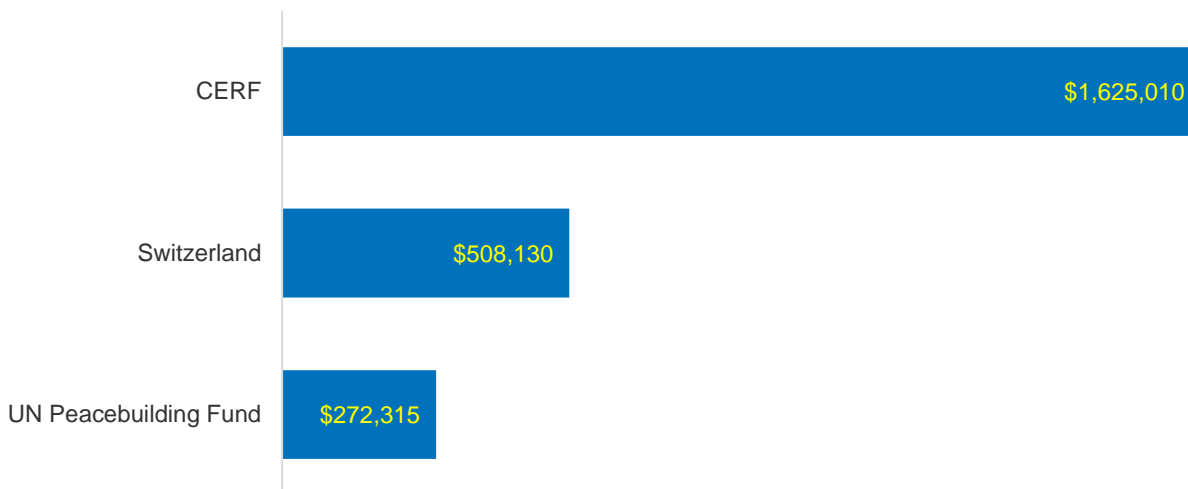 CERF
$1,625,010
Switzerland
$508,130
UN Peacebuilding Fund
$272,315